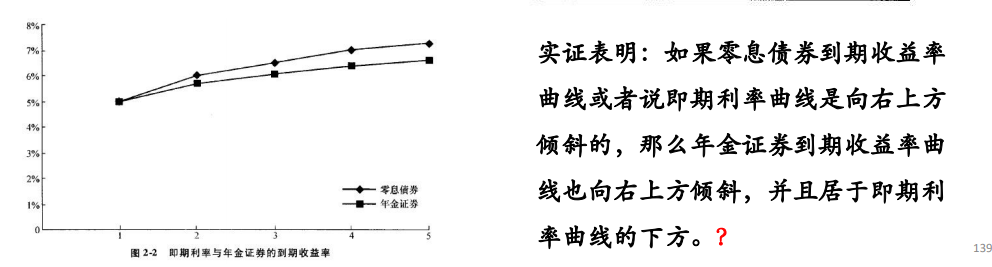 8%
7%
6%
5%
4%
3%
2%
1%
0
1
2
3
4
5
零息债券
年金证券
图 2-2 即期利率与年金证券的到期收益率
实证表明：如果零息债券到期收益率
曲线或者说即期利率曲线是向右上方
倾斜的，那么年金证券到期收益率曲
线也向右上方倾斜，并且居于即期利
率曲线的下方。？
139